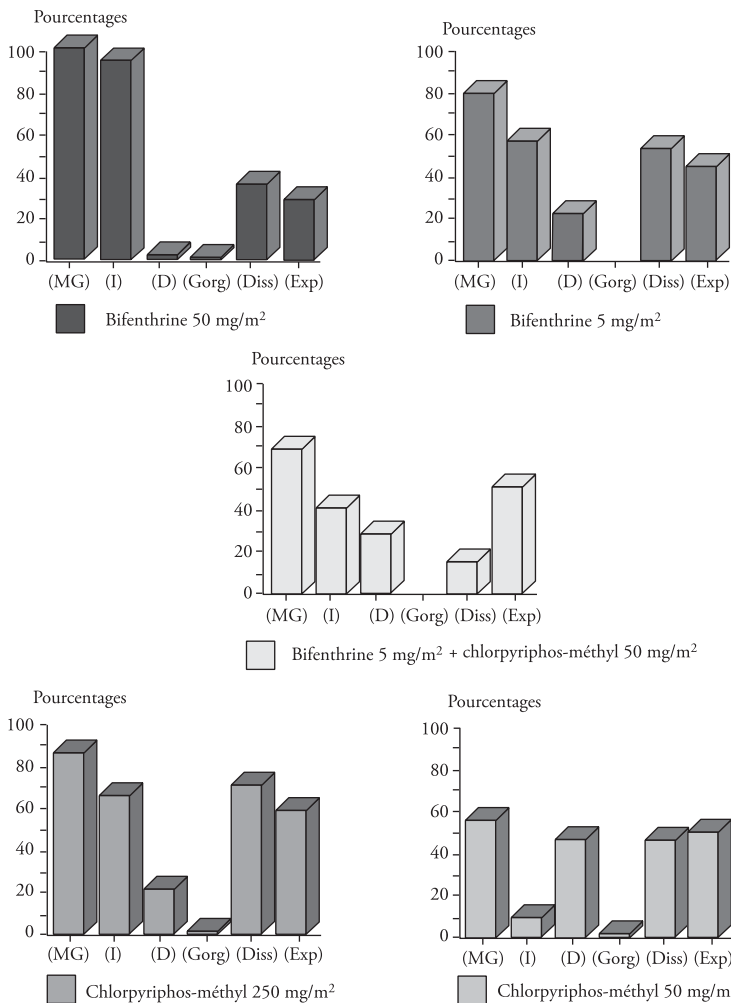 Pourcentages
100
80
60
40
20
0
(MG) (I) (D) (Gorg) (Diss) (Exp)
Bifenthrine 50 mg/m²
Pourcentages
100
80
60
40
20
0
(MG) (I) (D) (Gorg) (Diss) (Exp)
Bifenthrine 5 mg/m²
Pourcentages
100
80
60
40
20
0
(MG) (I) (D) (Gorg) (Diss) (Exp)
Bifenthrine 5 mg/m² + chlorpyriphos-méthyl 50 mg/m²
Pourcentages
100
80
60
40
20
0
(MG) (I) (D) (Gorg) (Diss) (Exp)
Chlorpyriphos-méthyl 250 mg/m²
Pourcentages
100
80
60
40
20
0
(MG) (I) (D) (Gorg) (Diss) (Exp)
Chlorpyriphos-méthyl 50 mg/m